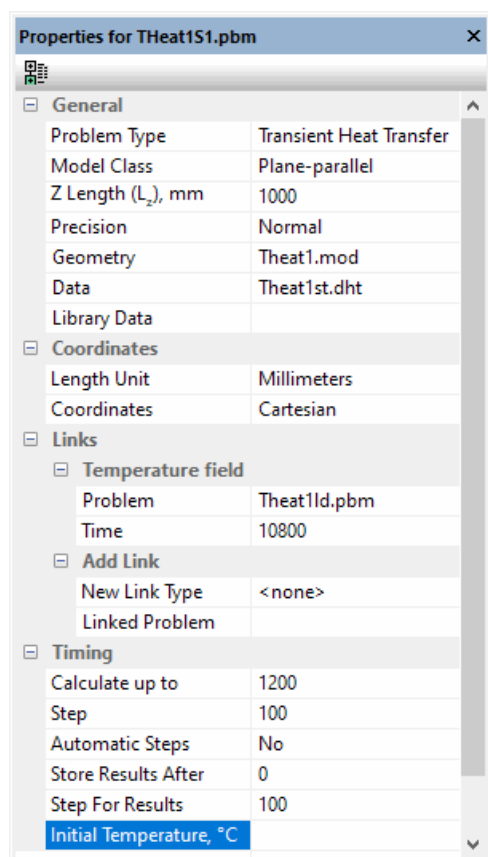 Properties for THeat1S1.pbm
General
Problem Type Transient Heat Transfer
Model Class Plane-parallel
Z Length (Lz), mm 1000
Precision Normal
Geometry Theat1.mod
Data Theat1st.dht
Library Data
Coordinates
Length Unit Millimeters
Coordinates Cartesian
Links
Temperature field
Problem Theat1Id.pbm
Time 10800
Add Link
New Link Type <none>
Linked Problem
Timing
Calculate up to 1200
Step 100
Automatic Steps No
Store Results After 0
Step For Results 100
Initial Temperature, °C